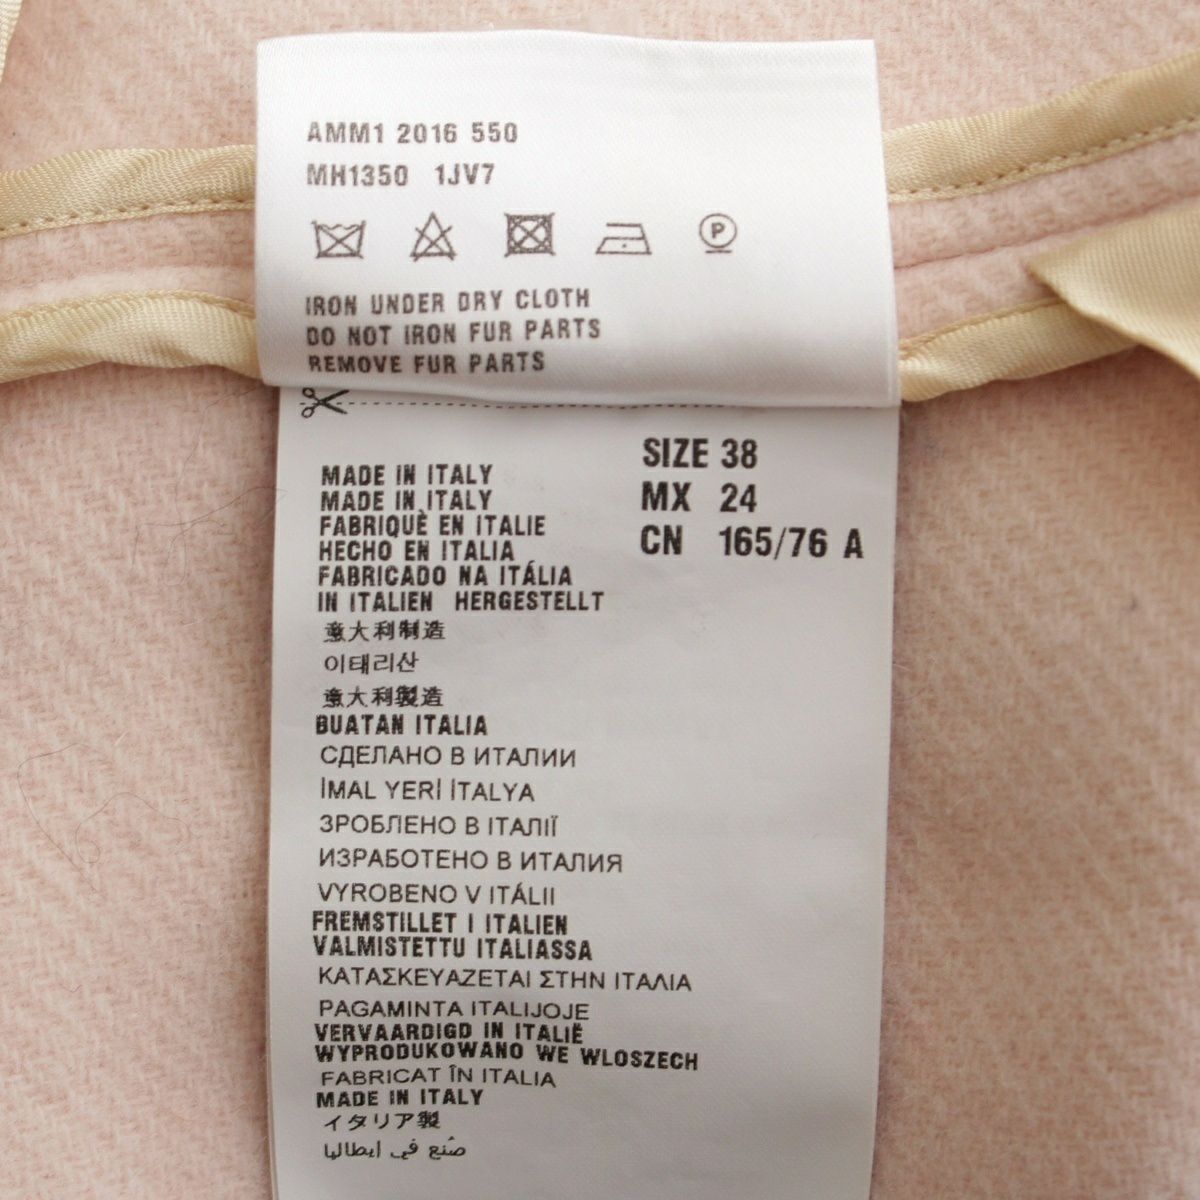 AMM1 2016 550
MH1350 1JV7
P
IRON UNDER DRY CLOTH
DO NOT IRON FUR PARTS
REMOVE FUR PARTS
SIZE 38
MX 24
CN 165/76 A
MADE IN ITALY
MADE IN ITALY
FABRIQUÈ EN ITALIE
HECHO EN ITALIA
FABRICADO NA ITÁLIA
IN ITALIEN HERGESTELLT
意大利制造
이태리산
意大利製造
BUATAN ITALIA
СДЕЛАНО В ИТАЛИИ
İMAL YERİ İTALYA
ЗРОБЛЕНО В ІТАЛІЇ
ИЗРАБОТЕНО В ИТАЛИЯ
VYROBENO V ITÁLII
FREMSTILLET I ITALIEN
VALMISTETTU ITALIASSA
ΚΑΤΑΣΚΕΥΑΖΕΤΑΙ ΣΤΗΝ ΙΤΑΛΙΑ
PAGAMINTA ITALIJOJE
VERVAARDIGD IN ITALIË
WYPRODUKOWANO WE WLOSZECH
FABRICAT ÎN ITALIA
MADE IN ITALY
イタリア製
صُنع في ايطاليا